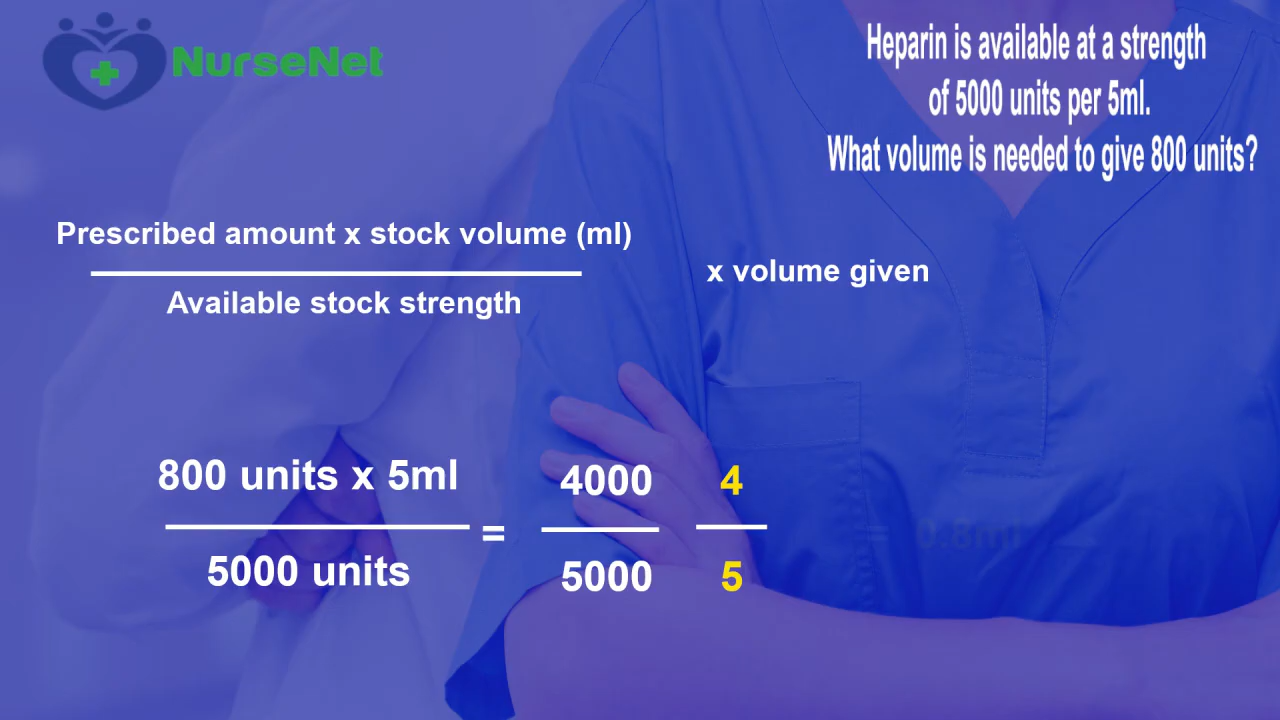 NurseNet
Heparin is available at a strength
of 5000 units per 5ml.
What volume is needed to give 800 units?
Prescribed amount x stock volume (ml)
Available stock strength
x volume given
800 units x 5ml
5000 units
=
4000
5000
4
5
= 0.8ml